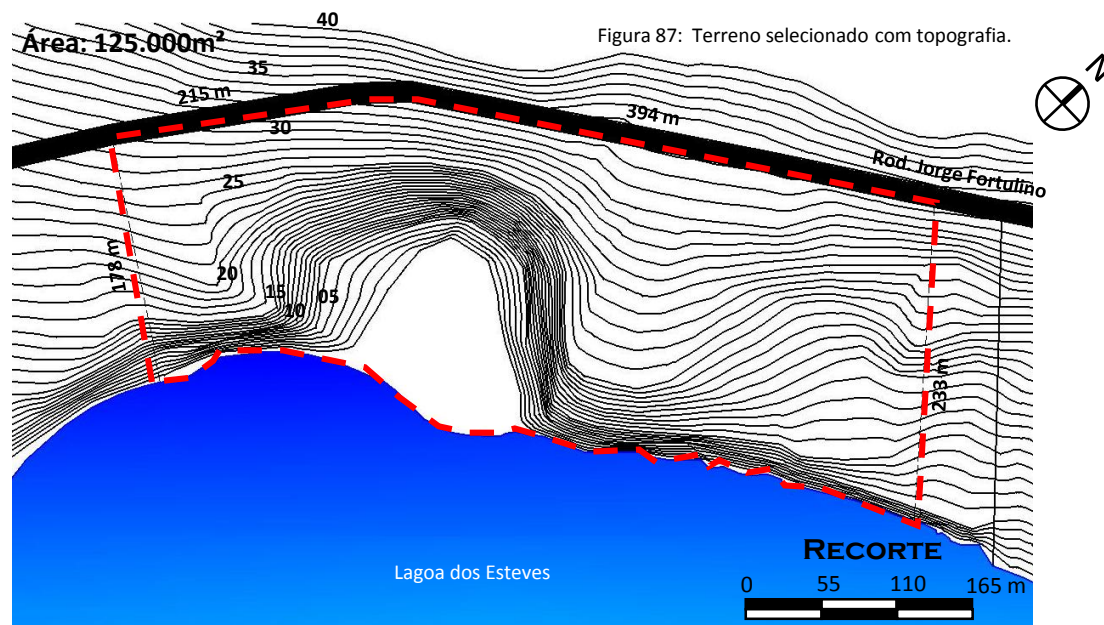 40
Área: 125.000m²
Figura 87: Terreno selecionado com topografia.
N
35
215 m
394 m
30
Rod. Jorge Fortulino
25
178 m
20
15
05
10
233 m
RECORTE
Lagoa dos Esteves
0 55 110 165 m